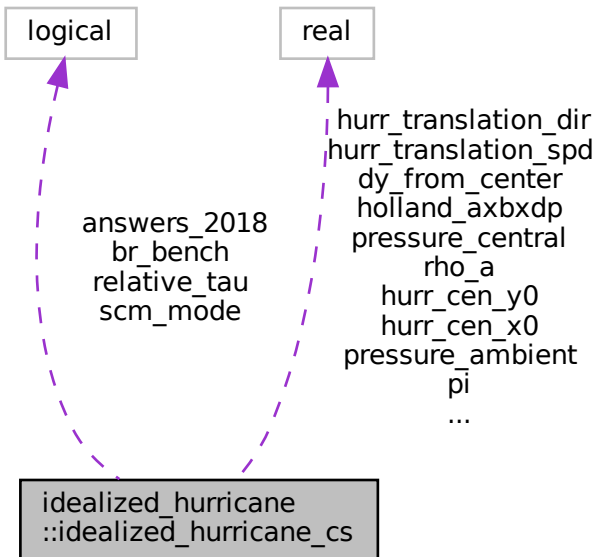 logical
real
hurr_translation_dir
hurr_translation_spd
dy_from_center
holland_axbxdp
pressure_central
rho_a
hurr_cen_y0
hurr_cen_x0
pressure_ambient
pi
...
answers_2018
br_bench
relative_tau
scm_mode
idealized_hurricane
::idealized_hurricane_cs